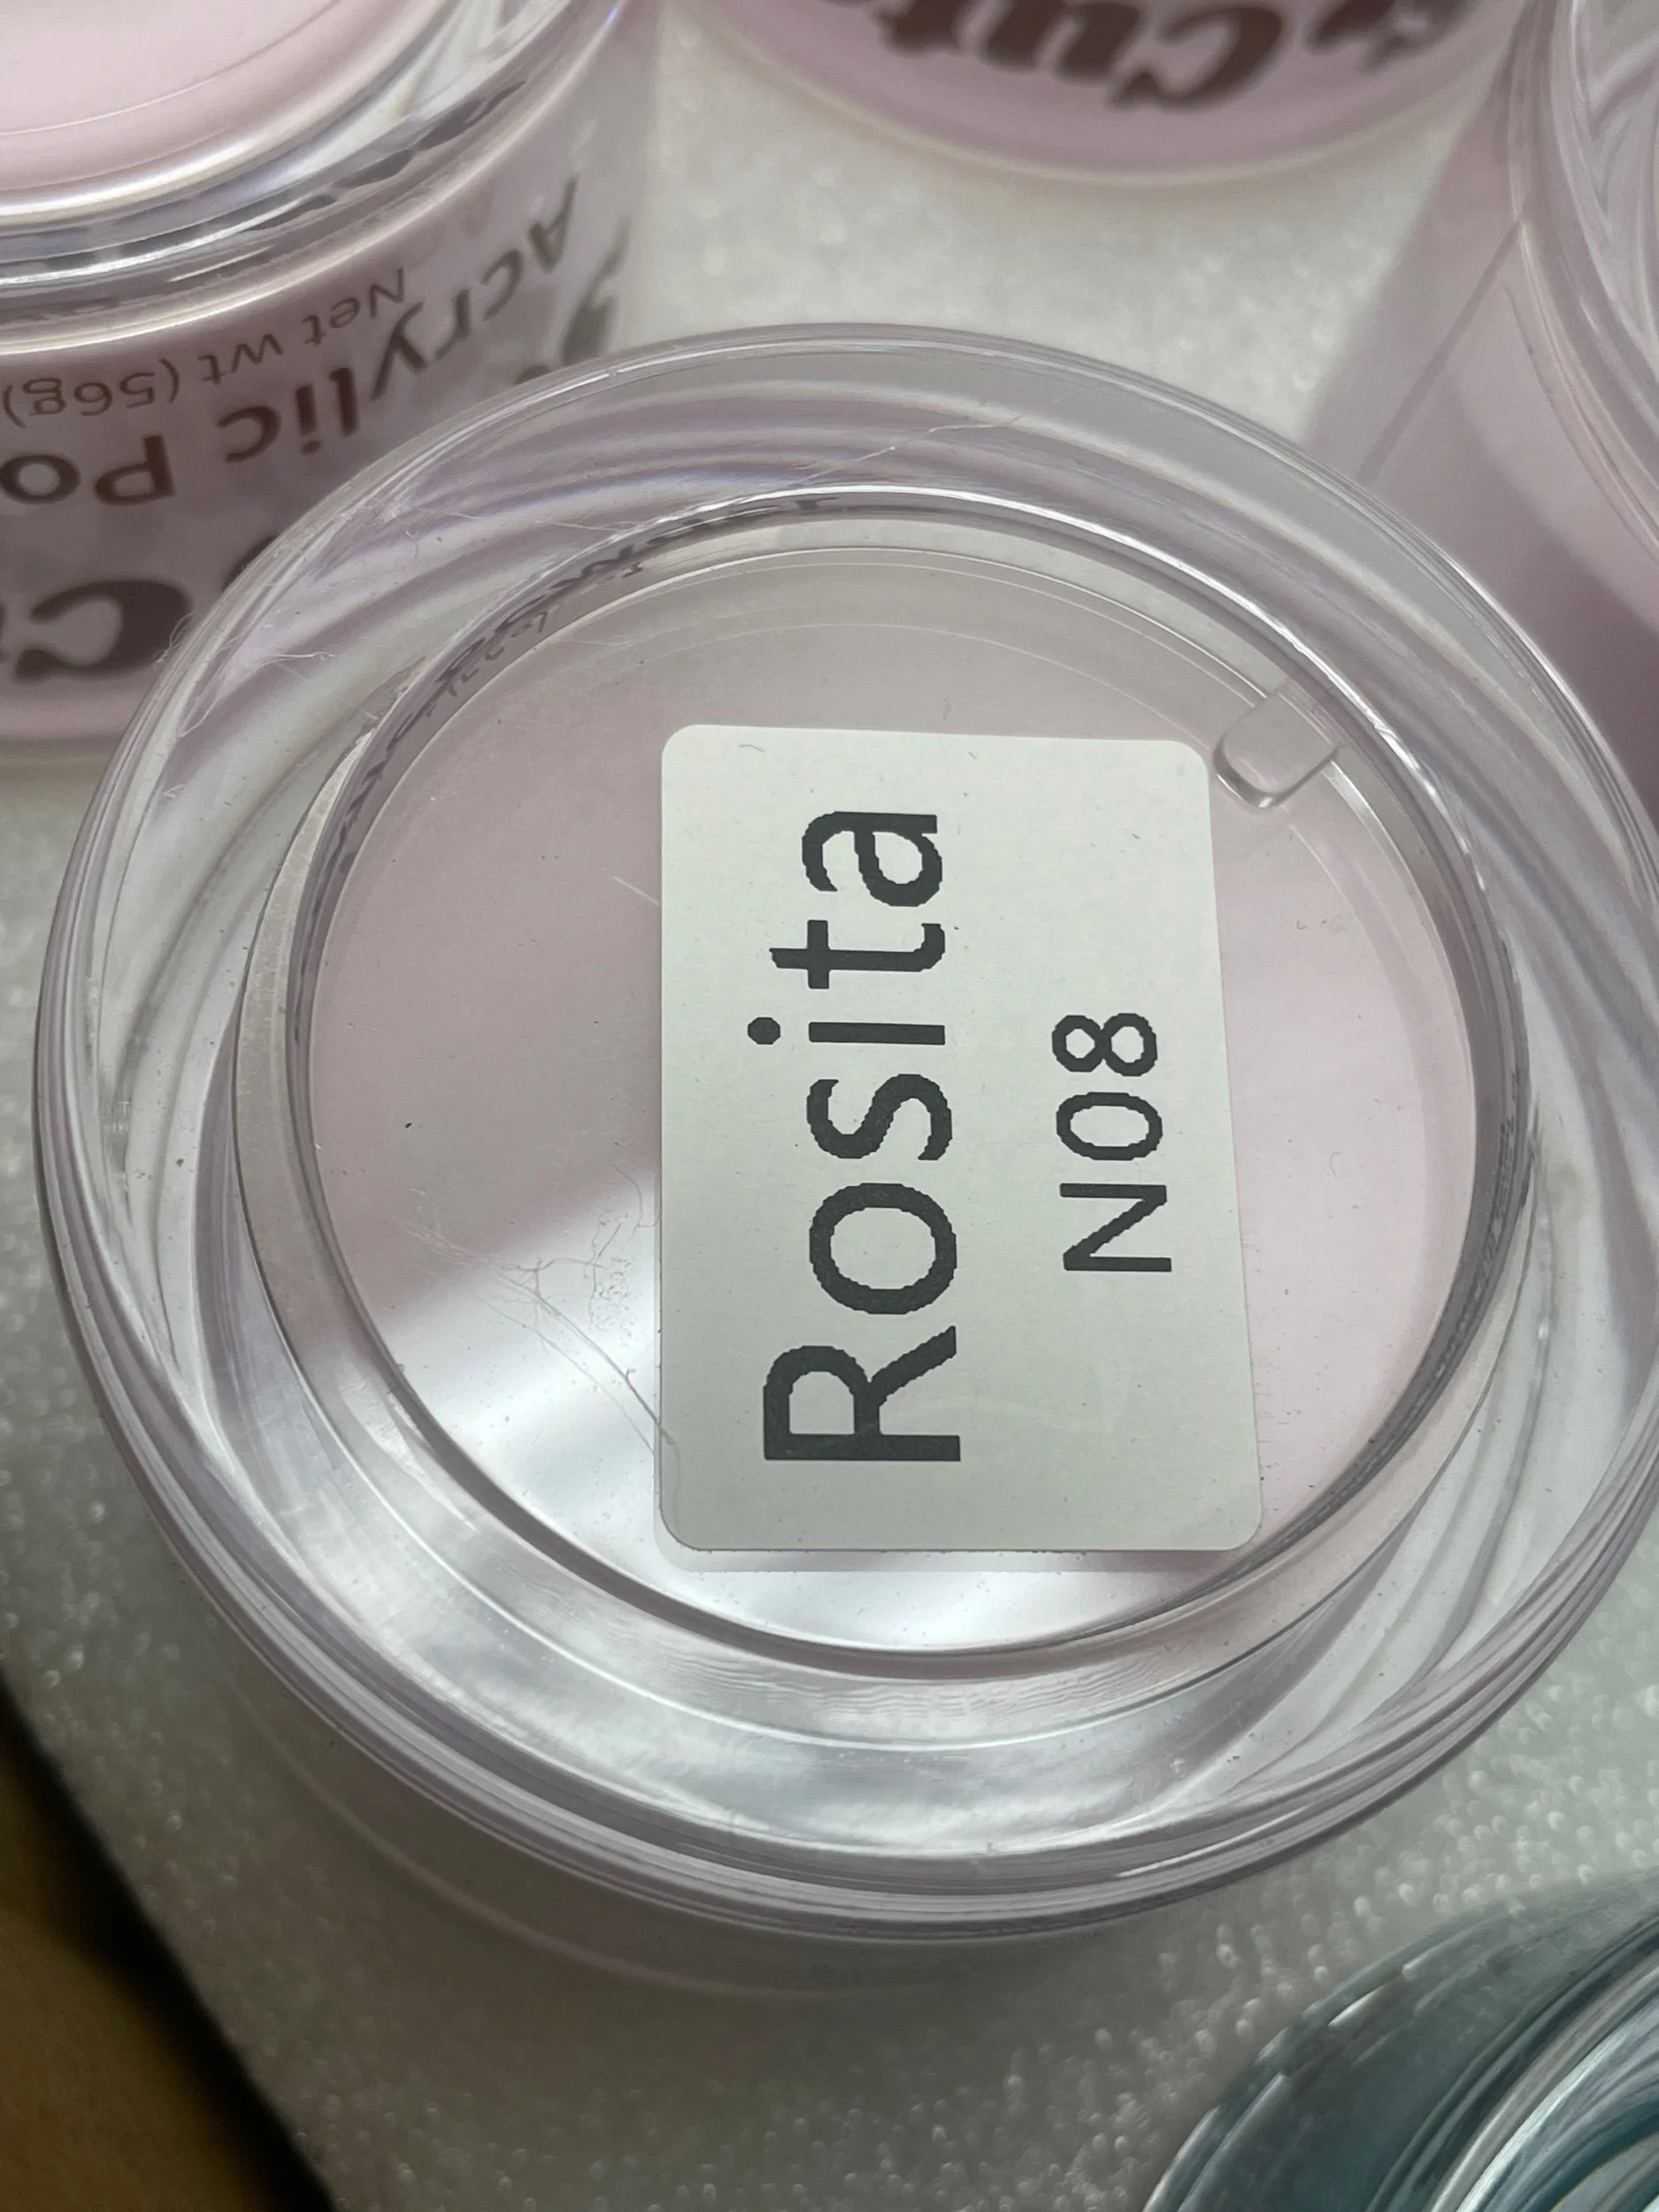 Rosita
N08
Acrylic Po
Net wt (56g)